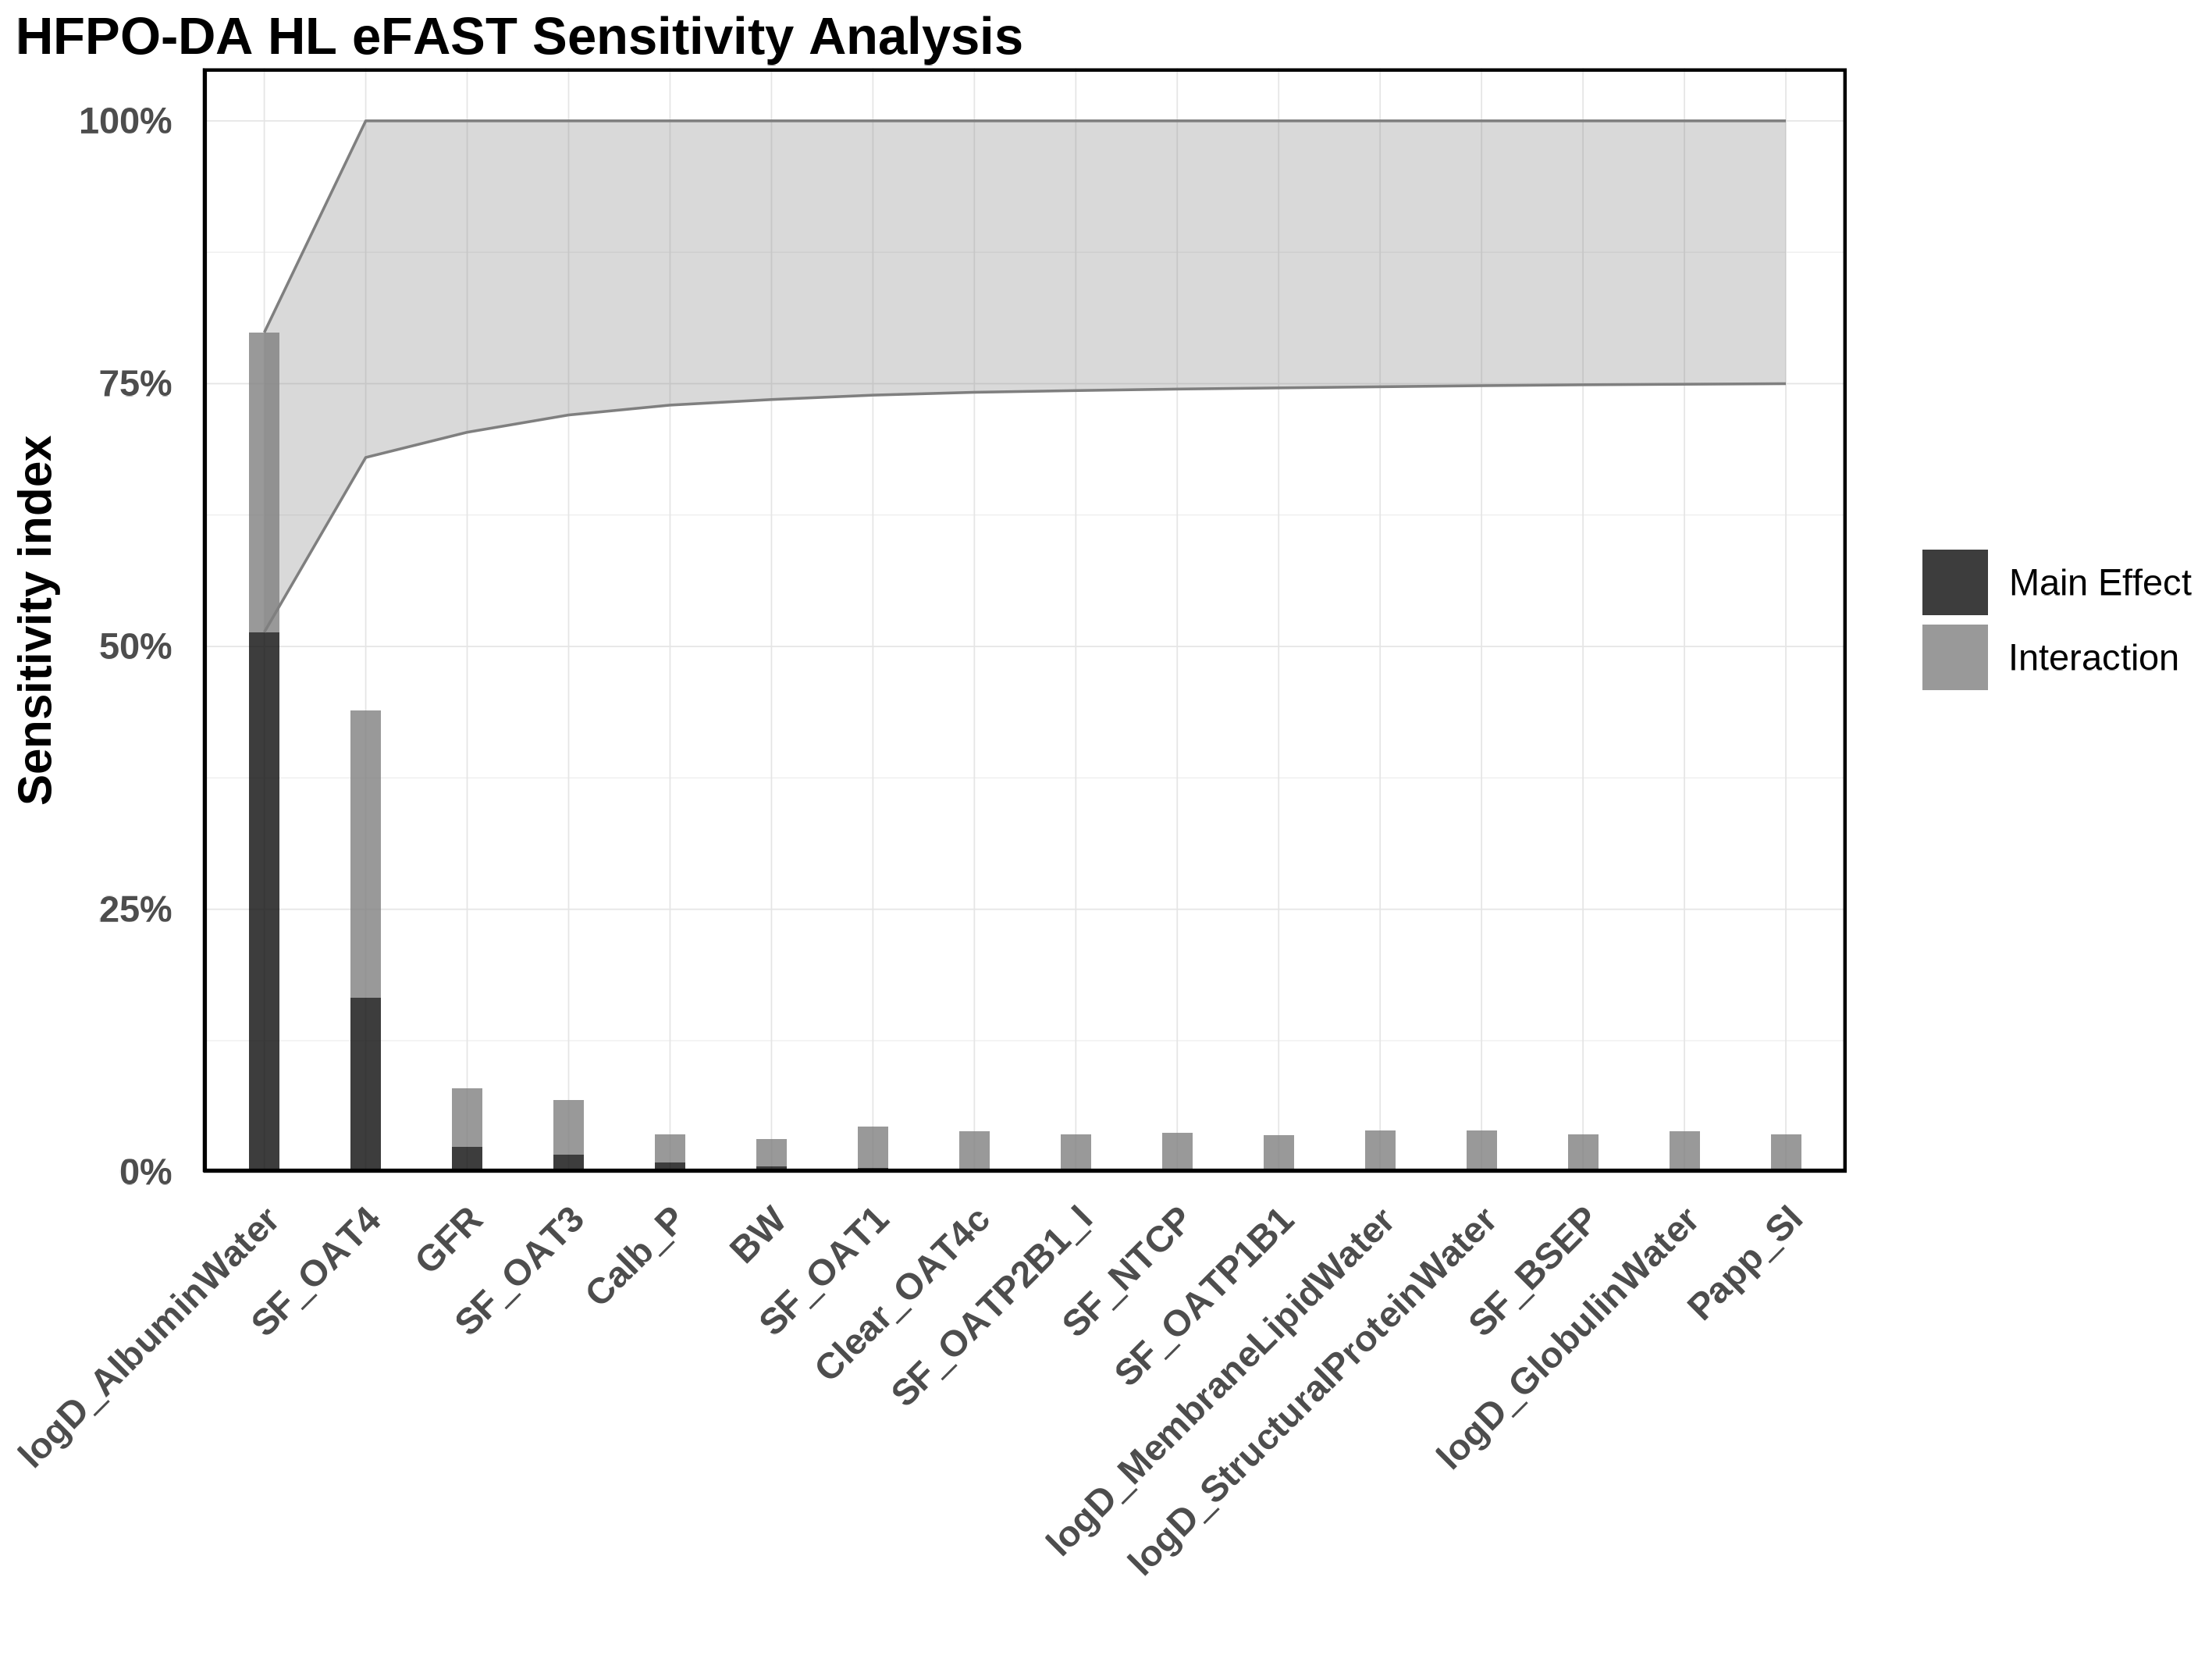 HFPO-DA HL eFAST Sensitivity Analysis
Sensitivity index
100%
75%
50%
25%
0%
logD_AlbuminWater
SF_OAT4
GFR
SF_OAT3
Calb_P
BW
SF_OAT1
Clear_OAT4c
SF_OATP2B1_I
SF_NTCP
SF_OATP1B1
logD_MembraneLipidWater
logD_StructuralProteinWater
SF_BSEP
logD_GlobulinWater
Papp_SI
Main Effect
Interaction